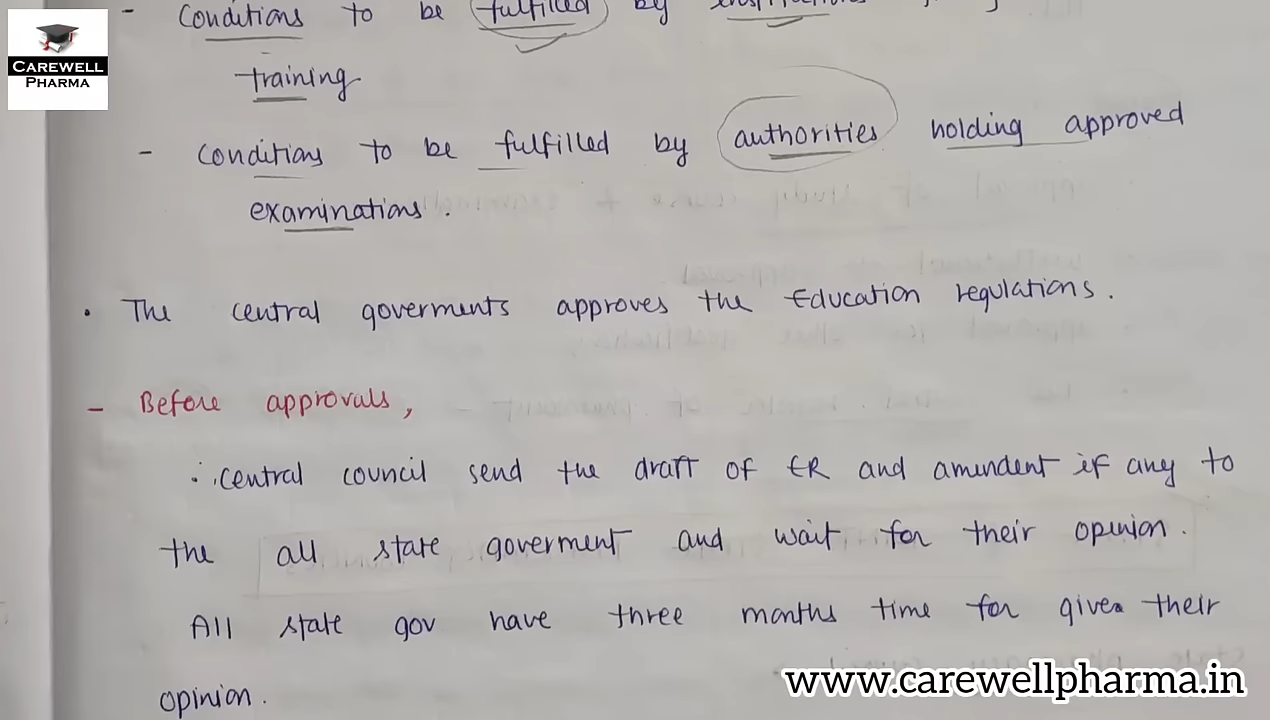 - Conditions to be fulfilled by
CAREWELL
PHARMA
training
- Conditions to be fulfilled by authorities holding approved
examinations.
• The central goverments approves the Education regulations.
- Before approvals,
central council send the draft of ER and amendent if any to
the all state goverment and wait for their opinion.
All state gov have three months time for given their
opinion.
www.carewellpharma.in